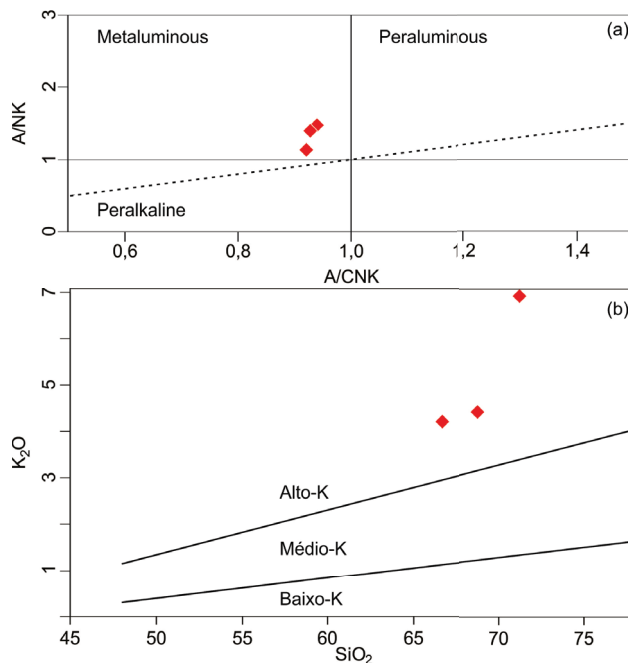 3
Metaluminous
Peraluminous
(a)
2
A/NK
1
Peralkaline
0
0,6
0,8
1,0
1,2
1,4
A/CNK
7
(b)
5
K₂O
3
Alto-K
Médio-K
1
Baixo-K
45
50
55
60
65
70
75
SiO₂